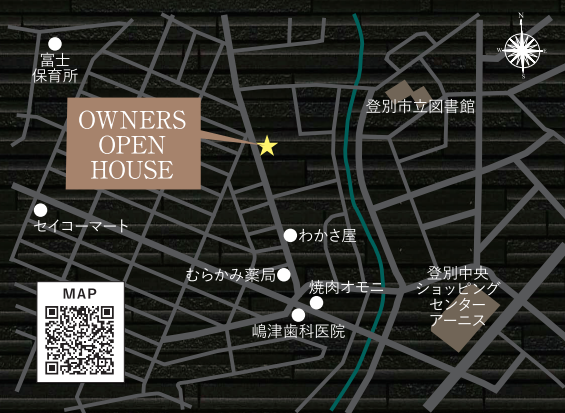 N
W
E
S
富士
保育所
登別市立図書館
OWNERS
OPEN
HOUSE
セイコーマート
わかさ屋
むらかみ薬局
焼肉オモニ
嶋津歯科医院
登別中央
ショッピング
センター
アーニス
MAP